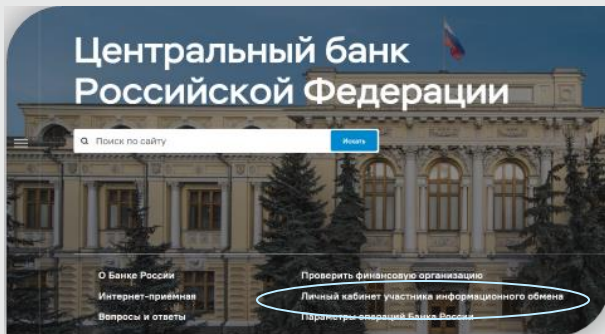 Центральный банк
Российской Федерации
Поиск по сайту
Искать
О Банке России
Проверить финансовую организацию
Интернет-приемная
Личный кабинет участника информационного обмена
Вопросы и ответы
Параметры операций Банка России